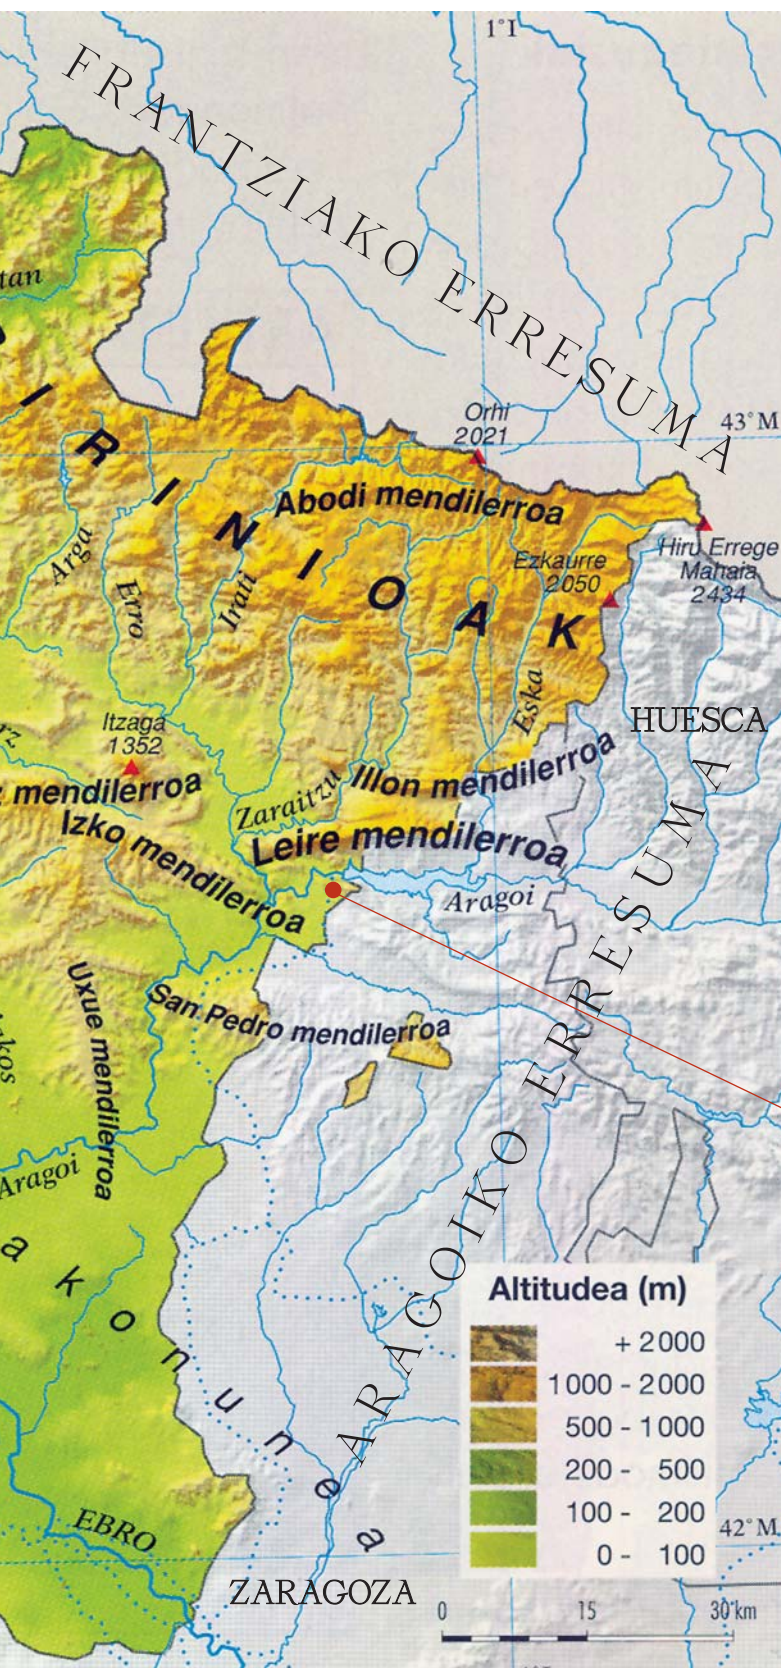 1°I
FRANTZIAKO ERRESUMA
tan
PIRINIOAK
Orhi
2021
43°M
Abodi mendilerroa
Hiru Errege
Mahaia
2434
Ezkaurre
2050
Arga
Erro
Irati
Eska
HUESCA
Itzaga
1352
Zaraitzu
Illon mendilerroa
mendilerroa
Izko mendilerroa
Leire mendilerroa
Aragoi
ARAGOIKO ERRESUMA
Uxue mendilerroa
San Pedro mendilerroa
akos
Aragoi
akonunea
Altitudea (m)
+ 2000
1000 - 2000
500 - 1000
200 - 500
100 - 200
0 - 100
EBRO
42°M
ZARAGOZA
0 15 30 km